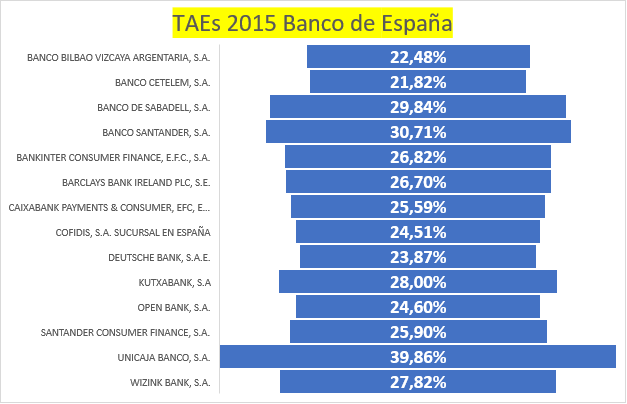 TAEs 2015 Banco de España
BANCO BILBAO VIZCAYA ARGENTARIA, S.A. 22,48%
BANCO CETELEM, S.A. 21,82%
BANCO DE SABADELL, S.A. 29,84%
BANCO SANTANDER, S.A. 30,71%
BANKINTER CONSUMER FINANCE, E.F.C., S.A. 26,82%
BARCLAYS BANK IRELAND PLC, S.E. 26,70%
CAIXABANK PAYMENTS & CONSUMER, EFC, E... 25,59%
COFIDIS, S.A. SUCURSAL EN ESPAÑA 24,51%
DEUTSCHE BANK, S.A.E. 23,87%
KUTXABANK, S.A 28,00%
OPEN BANK, S.A. 24,60%
SANTANDER CONSUMER FINANCE, S.A. 25,90%
UNICAJA BANCO, S.A. 39,86%
WIZINK BANK, S.A. 27,82%